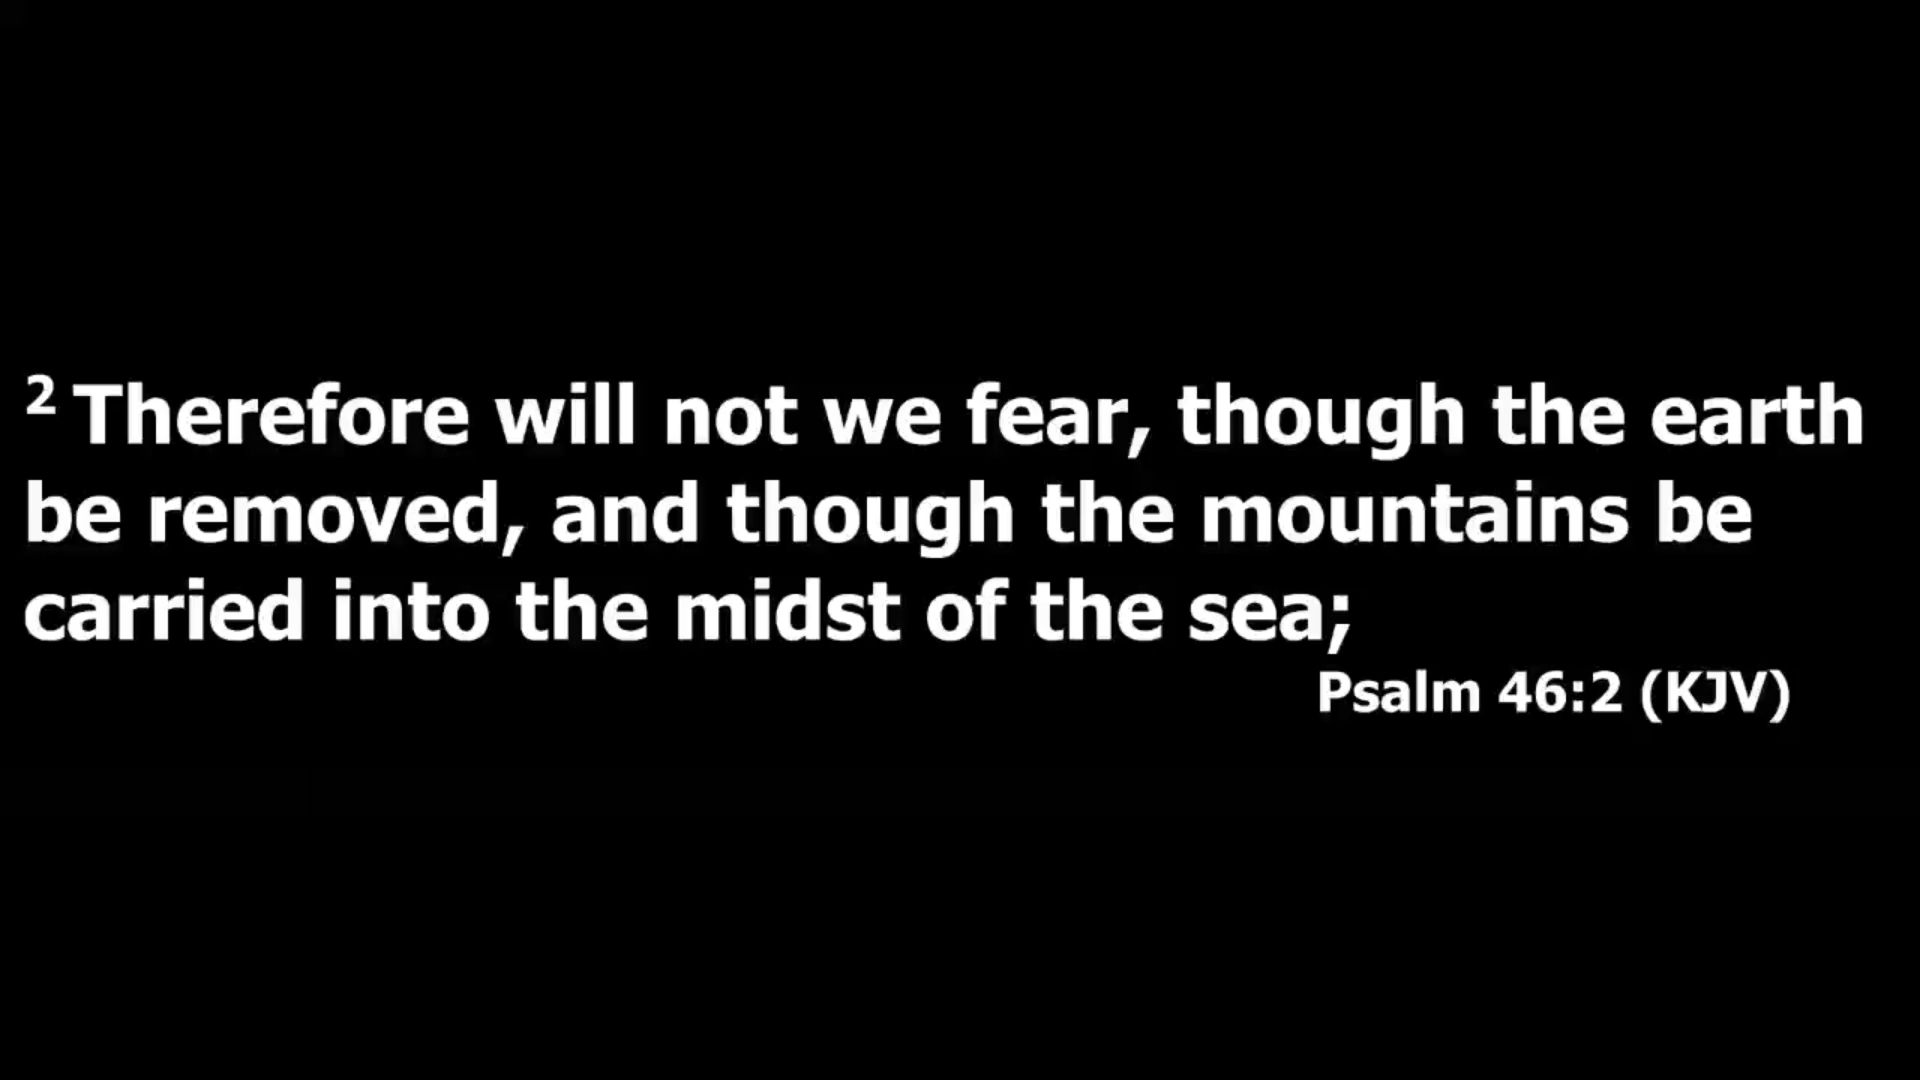 2 Therefore will not we fear, though the earth
be removed, and though the mountains be
carried into the midst of the sea;
Psalm 46:2 (KJV)